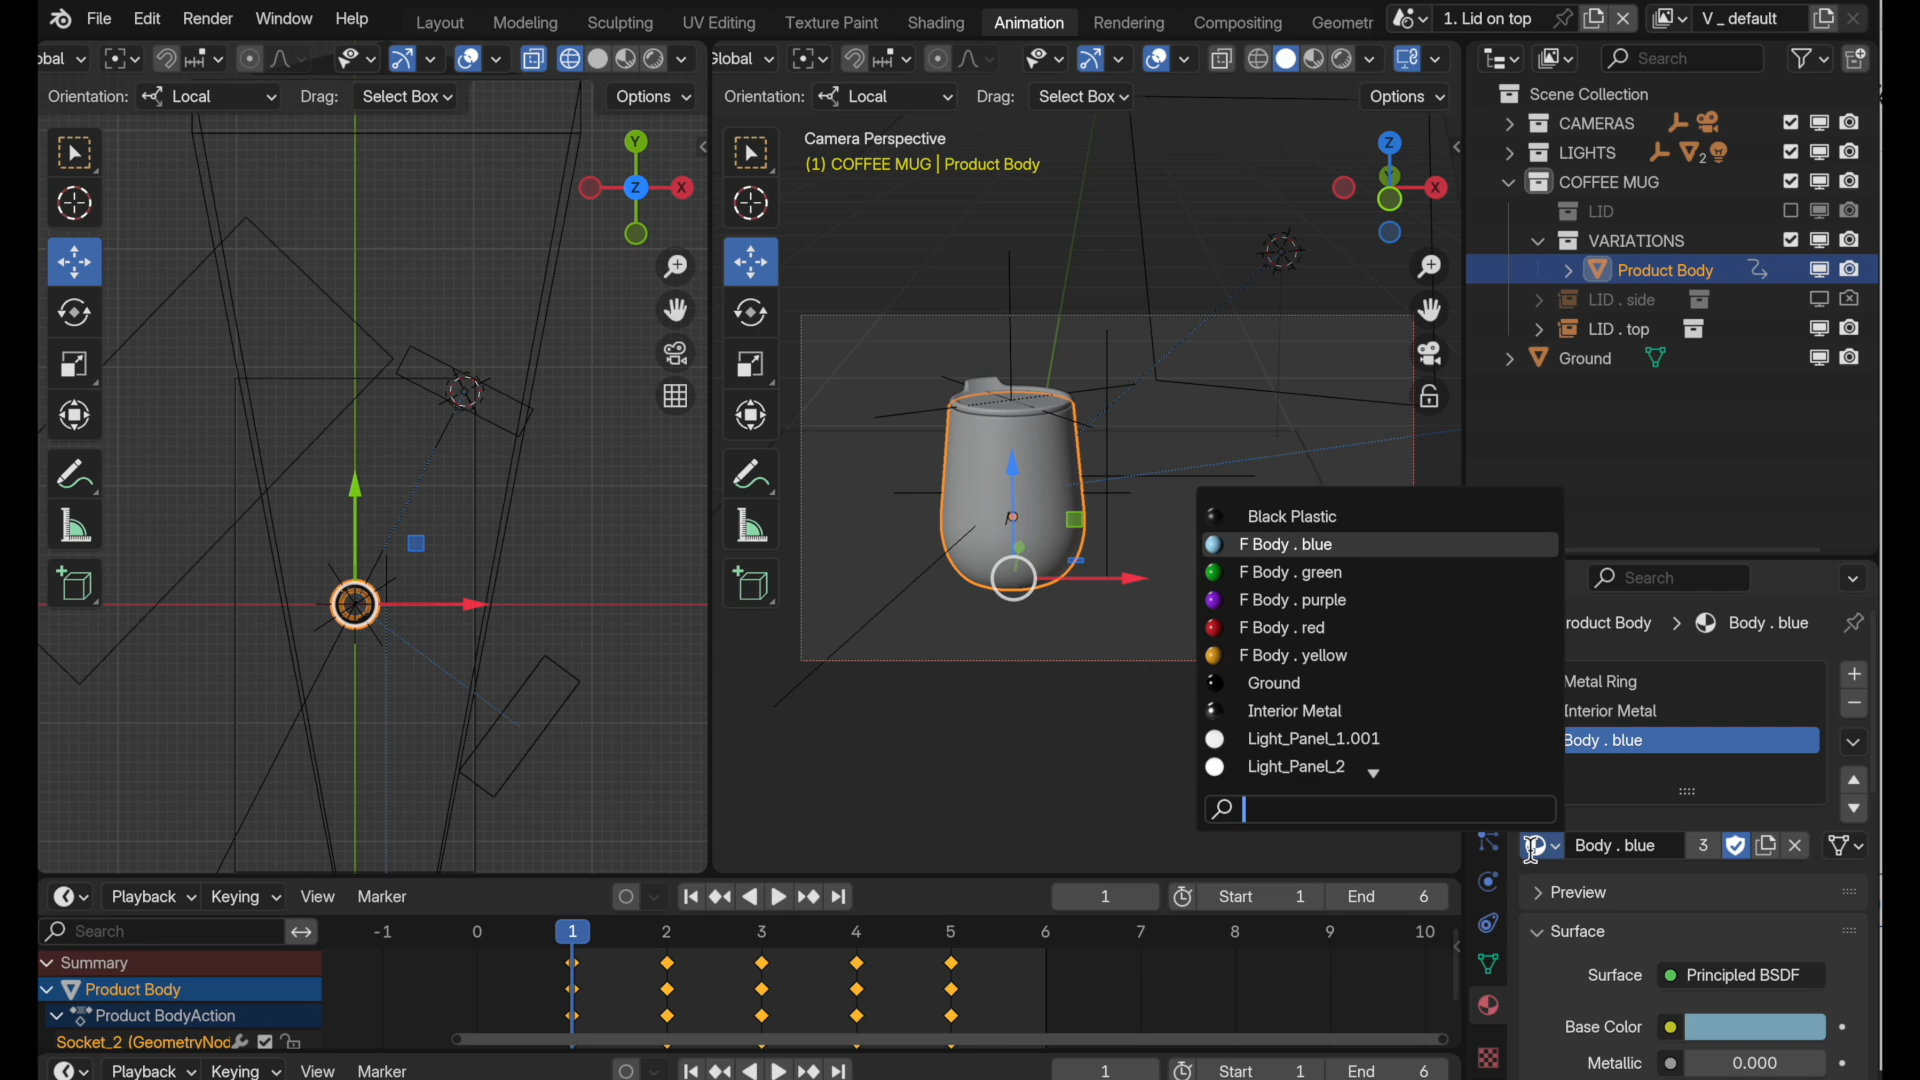 File Edit Render Window Help Layout Modeling Sculpting UV Editing Texture Paint Shading Animation Rendering Compositing Geometr 1. Lid on top V _ default
obal Global Search
Orientation: Local Drag: Select Box Options Orientation: Local Drag: Select Box Options
Scene Collection
CAMERAS
LIGHTS 2
COFFEE MUG
LID
VARIATIONS
Product Body
LID . side
LID . top
Ground
Y
Z X
Camera Perspective
(1) COFFEE MUG | Product Body
Z
Y X
Black Plastic
F Body . blue
F Body . green
F Body . purple
F Body . red
F Body . yellow
Ground
Interior Metal
Light_Panel_1.001
Light_Panel_2
Search
roduct Body > Body . blue
Metal Ring
Interior Metal
Body . blue
Body . blue 3
Preview
Surface
Surface Principled BSDF
Base Color
Metallic 0.000
Playback Keying View Marker 1 Start 1 End 6
Search -1 0 1 2 3 4 5 6 7 8 9 10
Summary
Product Body
Product BodyAction
Socket_2 (GeometryNod
Playback Keying View Marker 1 Start 1 End 6